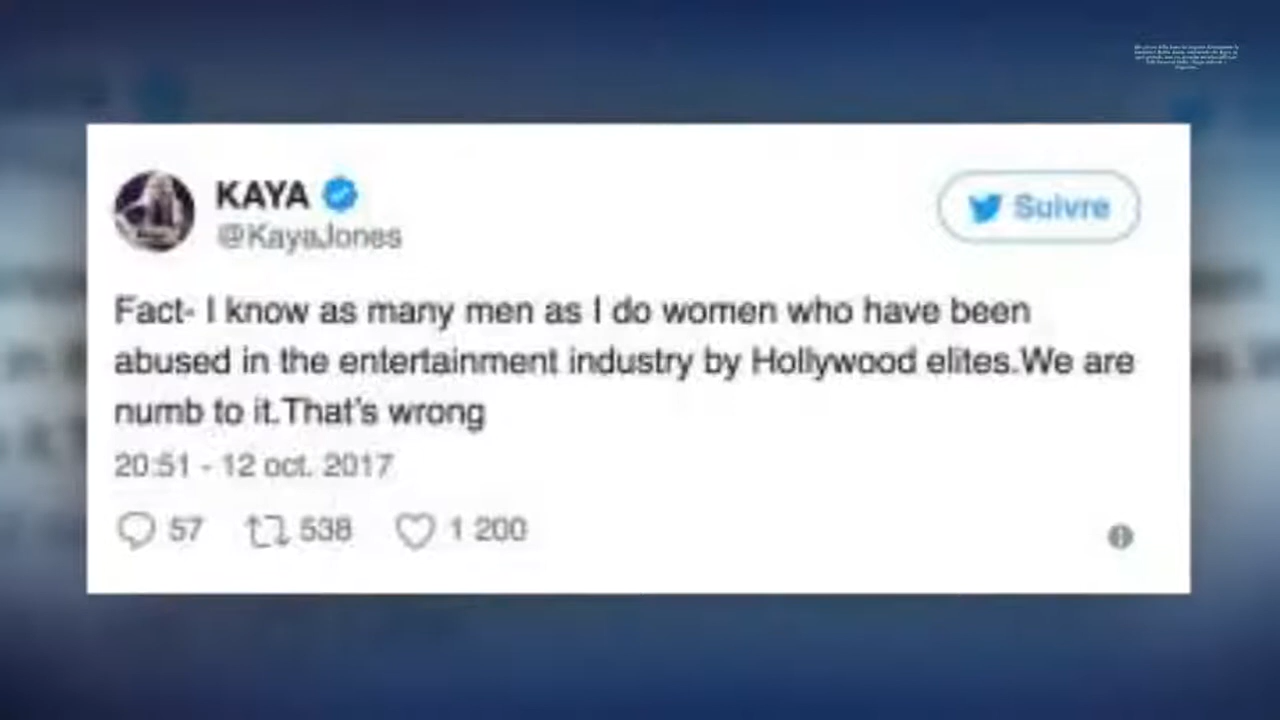 KAYA
@KayaJones
Suivre
Fact- I know as many men as I do women who have been
abused in the entertainment industry by Hollywood elites.We are
numb to it.That's wrong
20:51 - 12 oct. 2017
57 538 1 200